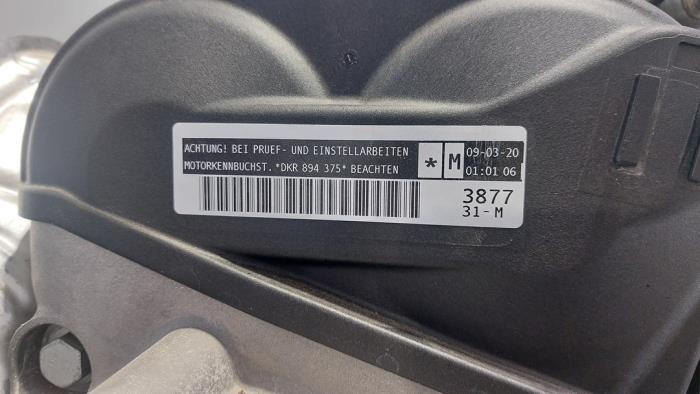 ACHTUNG! BEI PRUEF- UND EINSTELLARBEITEN
MOTORKENNBUCHST. *DKR 894 375* BEACHTEN
* M
09-03-20
01:01 06
3877
31-M